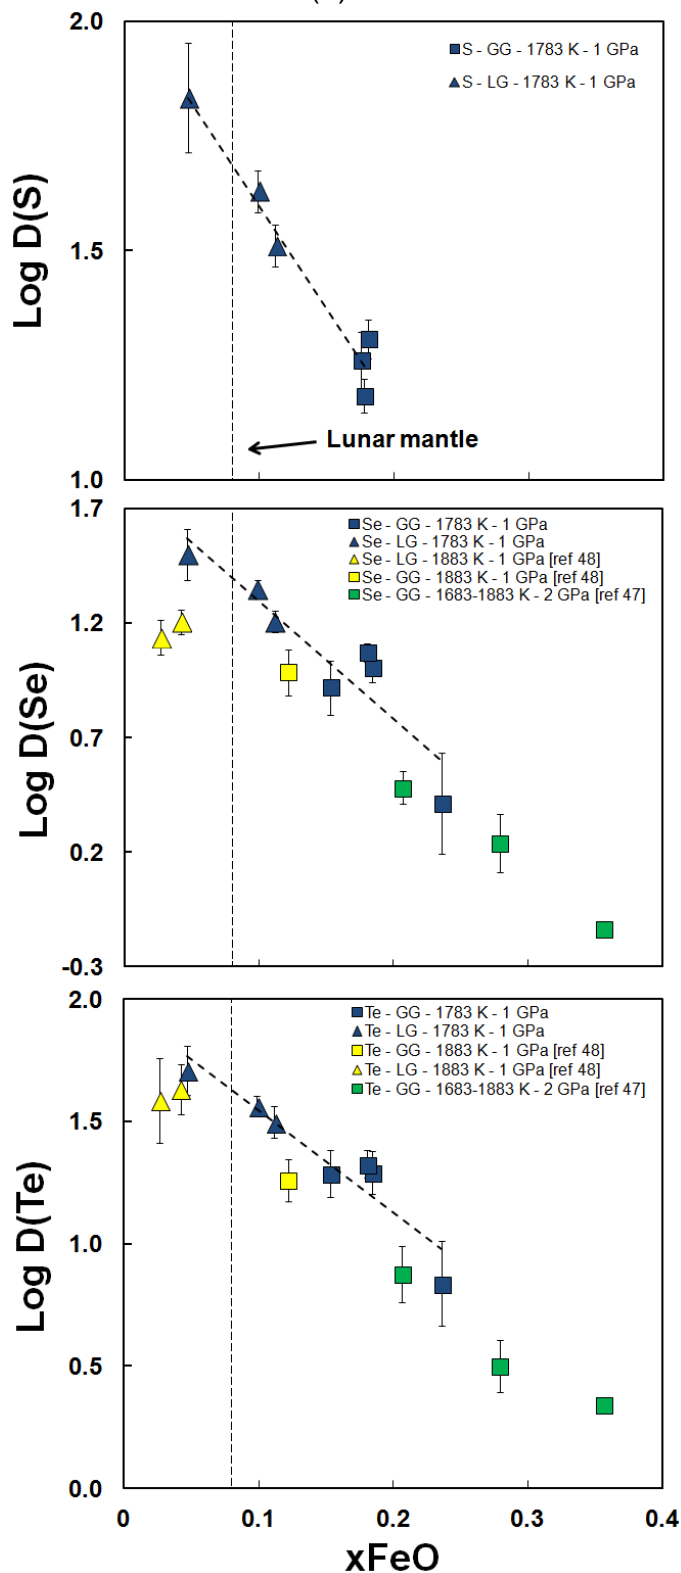 2.0
S - GG - 1783 K - 1 GPa
S - LG - 1783 K - 1 GPa
Log D(S)
1.5
Lunar mantle
1.0
1.7
Se - GG - 1783 K - 1 GPa
Se - LG - 1783 K - 1 GPa
Se - LG - 1883 K - 1 GPa [ref 48]
Se - GG - 1883 K - 1 GPa [ref 48]
Se - GG - 1683-1883 K - 2 GPa [ref 47]
1.2
Log D(Se)
0.7
0.2
-0.3
2.0
Te - GG - 1783 K - 1 GPa
Te - LG - 1783 K - 1 GPa
Te - GG - 1883 K - 1 GPa [ref 48]
Te - LG - 1883 K - 1 GPa [ref 48]
Te - GG - 1683-1883 K - 2 GPa [ref 47]
1.5
Log D(Te)
1.0
0.5
0.0
0 0.1 0.2 0.3 0.4
xFeO